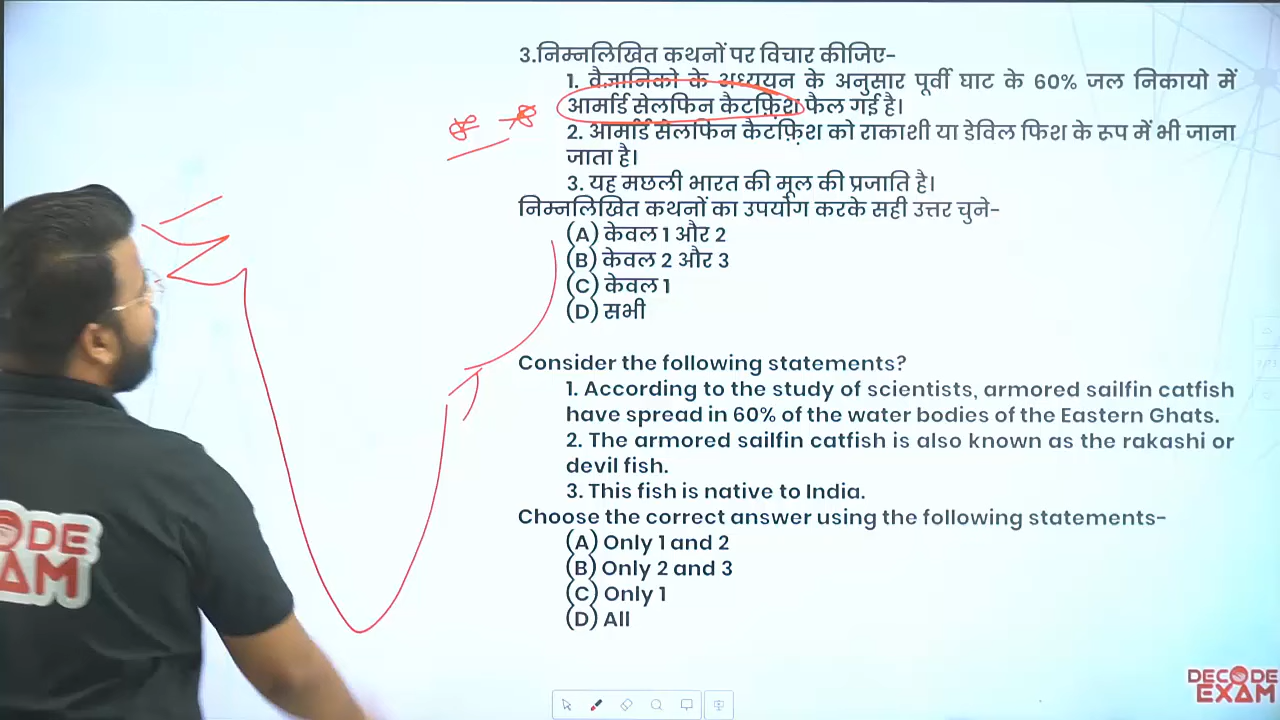 3.निम्नलिखित कथनों पर विचार कीजिए-
1. वैज्ञानिको के अध्ययन के अनुसार पूर्वी घाट के 60% जल निकायो में
आर्मार्ड सेलफिन कैटफ़िश फैल गई है।
2. आर्मार्ड सेलफिन कैटफ़िश को राकाशी या डेविल फिश के रूप में भी जाना
जाता है।
3. यह मछली भारत की मूल की प्रजाति है।
निम्नलिखित कथनों का उपयोग करके सही उत्तर चुने-
(A) केवल 1 और 2
(B) केवल 2 और 3
(C) केवल 1
(D) सभी
Consider the following statements?
1. According to the study of scientists, armored sailfin catfish
have spread in 60% of the water bodies of the Eastern Ghats.
2. The armored sailfin catfish is also known as the rakashi or
devil fish.
3. This fish is native to India.
Choose the correct answer using the following statements-
(A) Only 1 and 2
(B) Only 2 and 3
(C) Only 1
(D) All
DECODE
EXAM